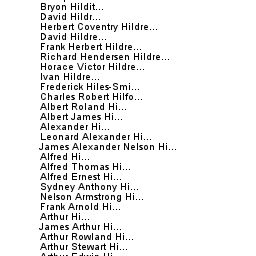 Bryon Hildit...
David Hildr...
Herbert Coventry Hildre...
David Hildre...
Frank Herbert Hildre...
Richard Hendersen Hildre...
Horace Victor Hildre...
Ivan Hildre...
Frederick Hiles-Smi...
Charles Robert Hilfo...
Albert Roland Hi...
Albert James Hi...
Alexander Hi...
Leonard Alexander Hi...
James Alexander Nelson Hi...
Alfred Hi...
Alfred Thomas Hi...
Alfred Ernest Hi...
Sydney Anthony Hi...
Nelson Armstrong Hi...
Frank Arnold Hi...
Arthur Hi...
James Arthur Hi...
Arthur Rowland Hi...
Arthur Stewart Hi...
Arthur Edwin Hi...